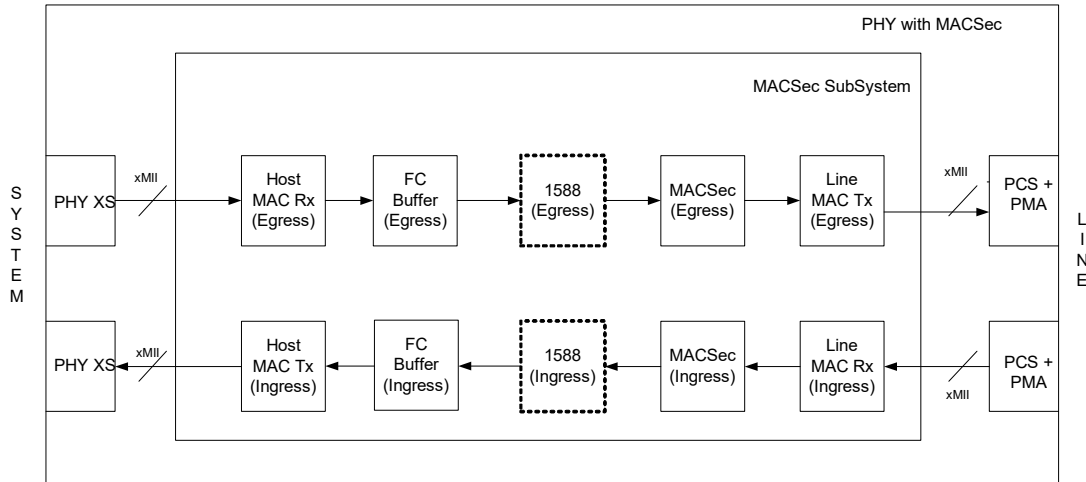 PHY with MACSec
MACSec SubSystem
SYSTEM
PHY XS
xMII
Host
MAC Rx
(Egress)
FC
Buffer
(Egress)
1588
(Egress)
MACSec
(Egress)
Line
MAC Tx
(Egress)
xMII
PCS +
PMA
LINE
PHY XS
xMII
Host
MAC Tx
(Ingress)
FC
Buffer
(Ingress)
1588
(Ingress)
MACSec
(Ingress)
Line
MAC Rx
(Ingress)
xMII
PCS +
PMA